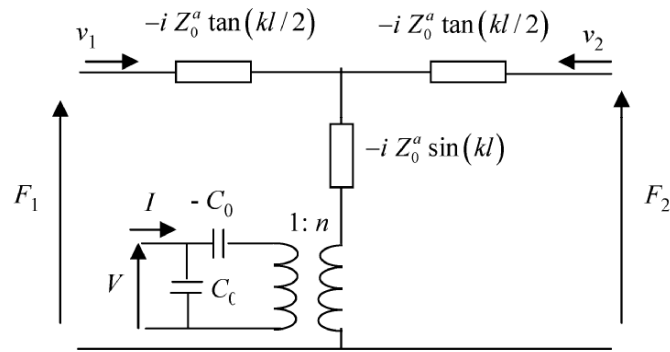 −i Z₀ᵃ tan(kl/2)
−i Z₀ᵃ tan(kl/2)
v₁
v₂
−i Z₀ᵃ sin(kl)
F₁
F₂
I
- C₀
1: n
V
C₀